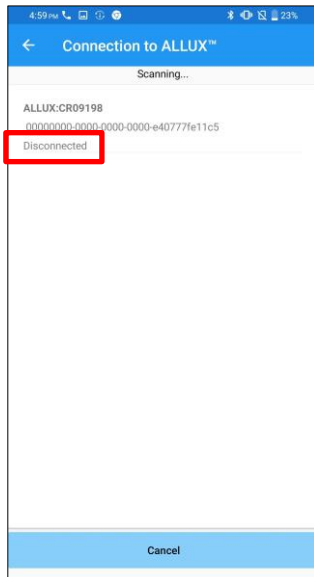 4:59 PM 23%
Connection to ALLUX™
Scanning...
ALLUX:CR09198
00000000-0000-0000-0000-e40777fe11c5
Disconnected
Cancel